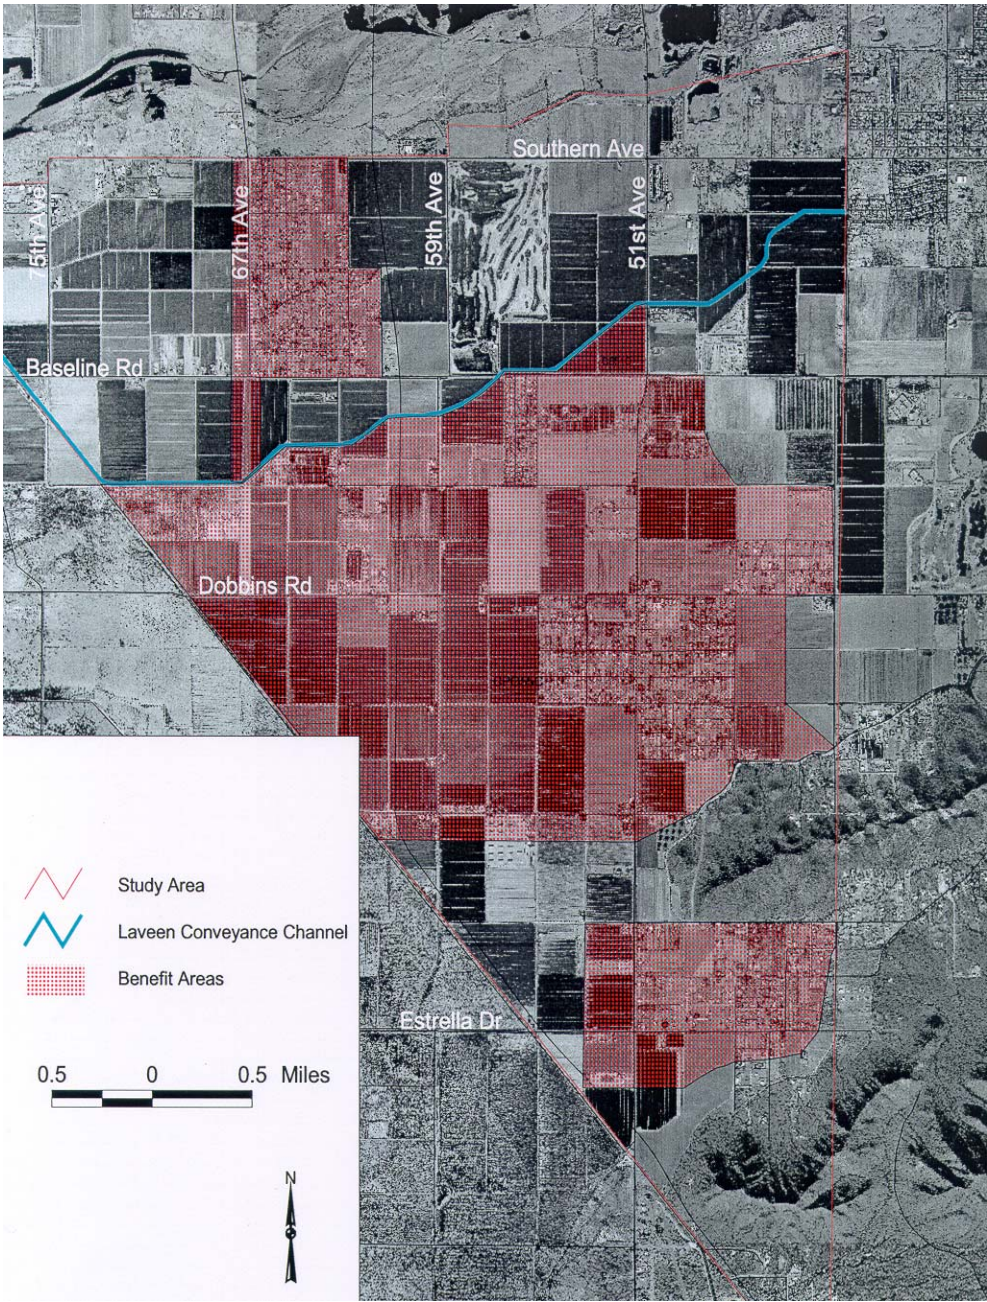 Southern Ave
75th Ave
67th Ave
59th Ave
51st Ave
Baseline Rd
Dobbins Rd
Study Area
Laveen Conveyance Channel
Benefit Areas
Estrella Dr
0.5 0 0.5 Miles
N